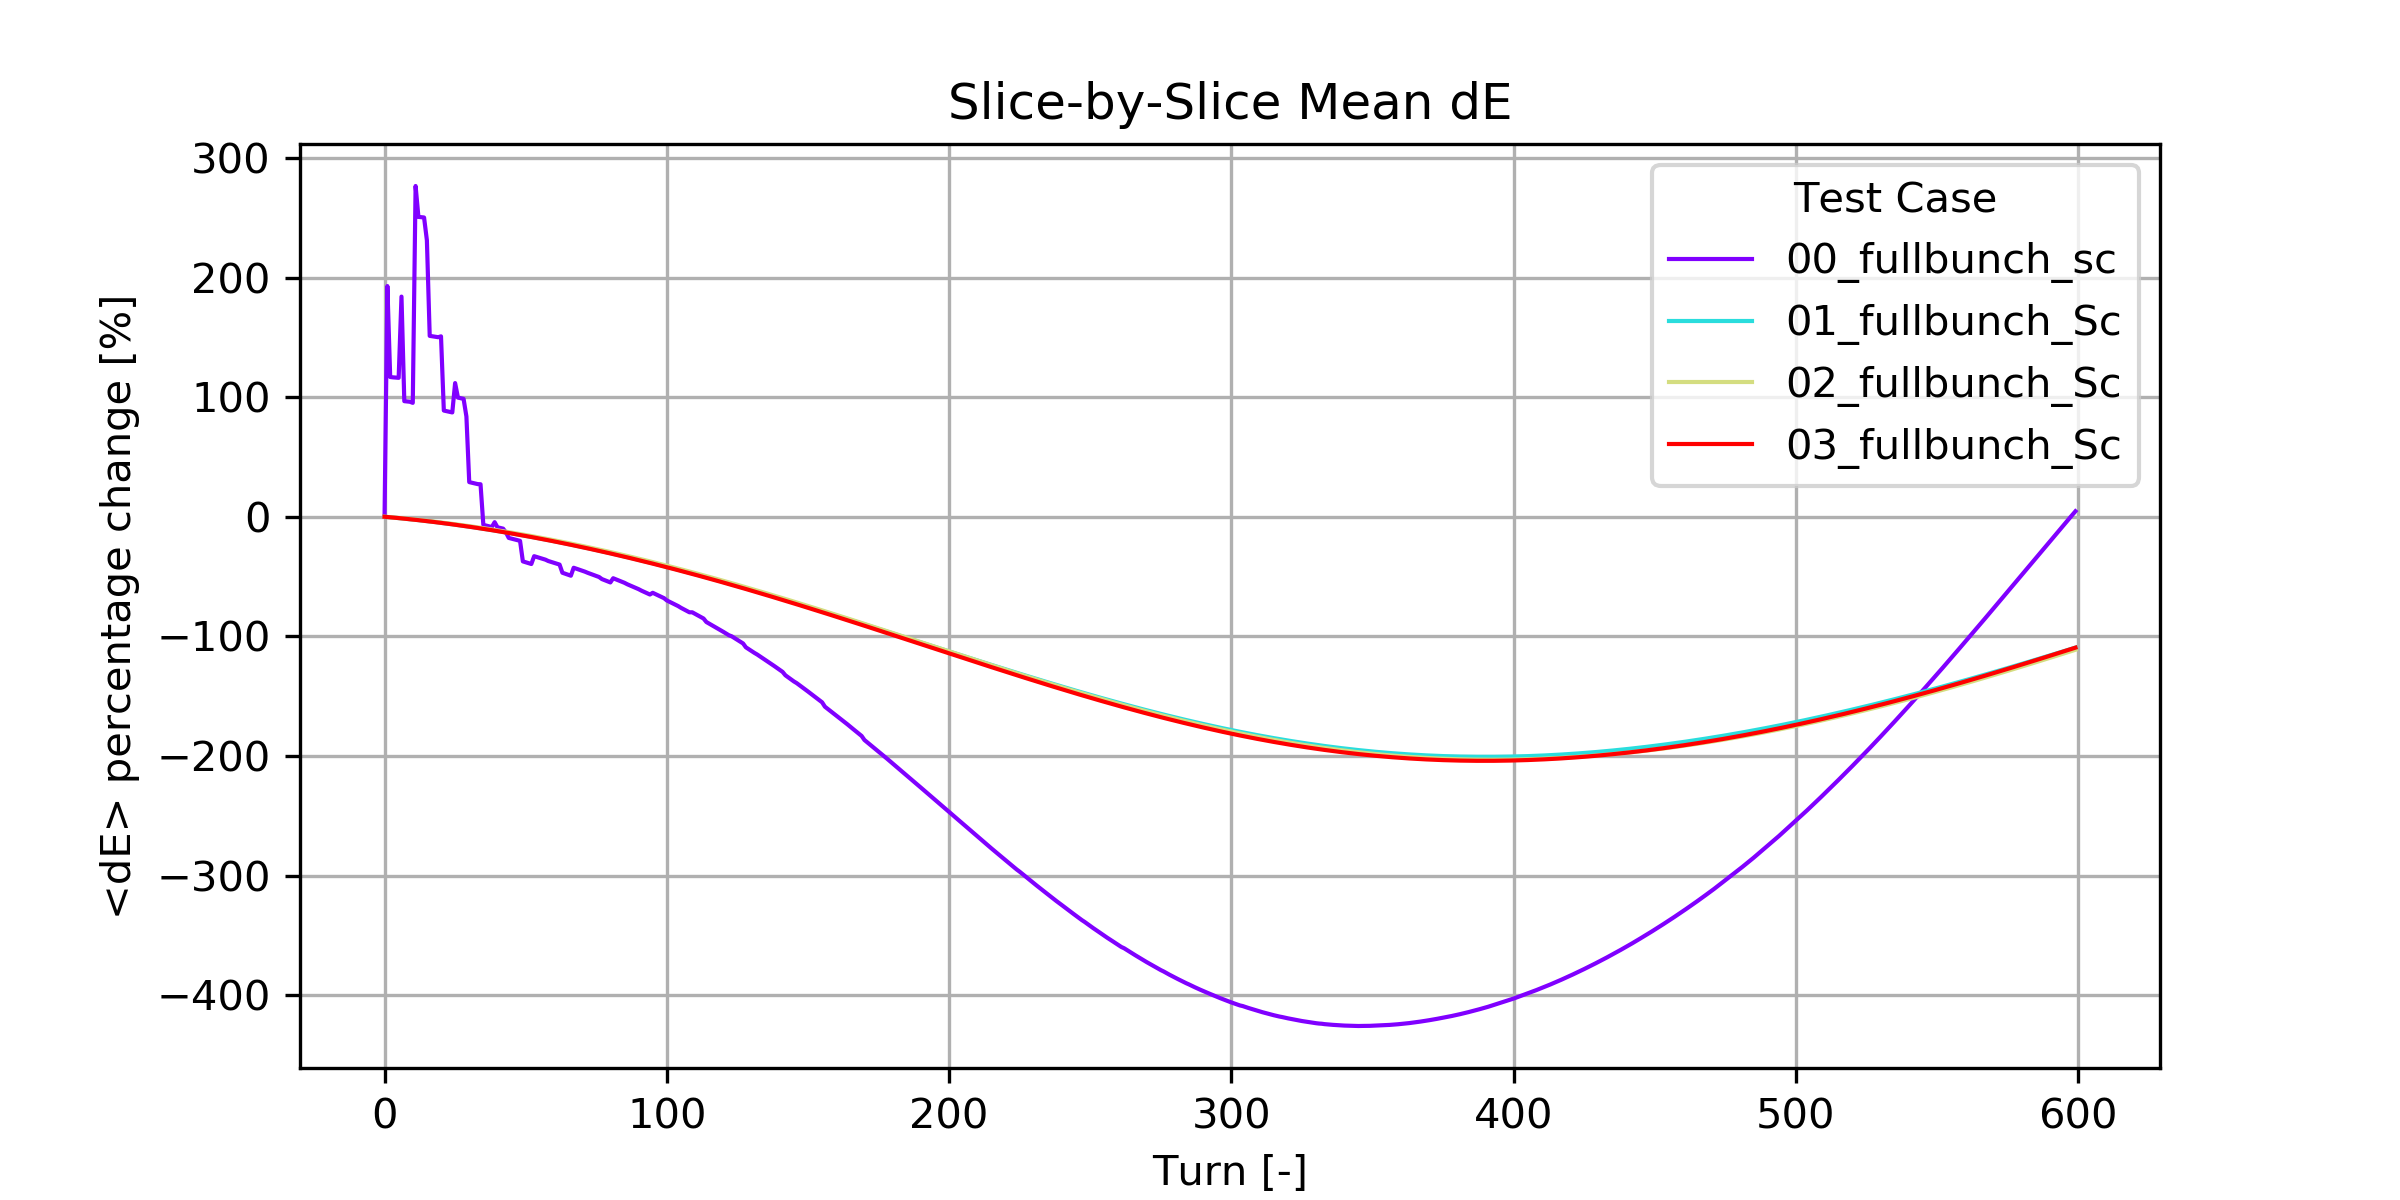 Slice-by-Slice Mean dE
<dE> percentage change [%]
300
200
100
0
−100
−200
−300
−400
Test Case
00_fullbunch_sc
01_fullbunch_Sc
02_fullbunch_Sc
03_fullbunch_Sc
0 100 200 300 400 500 600
Turn [-]